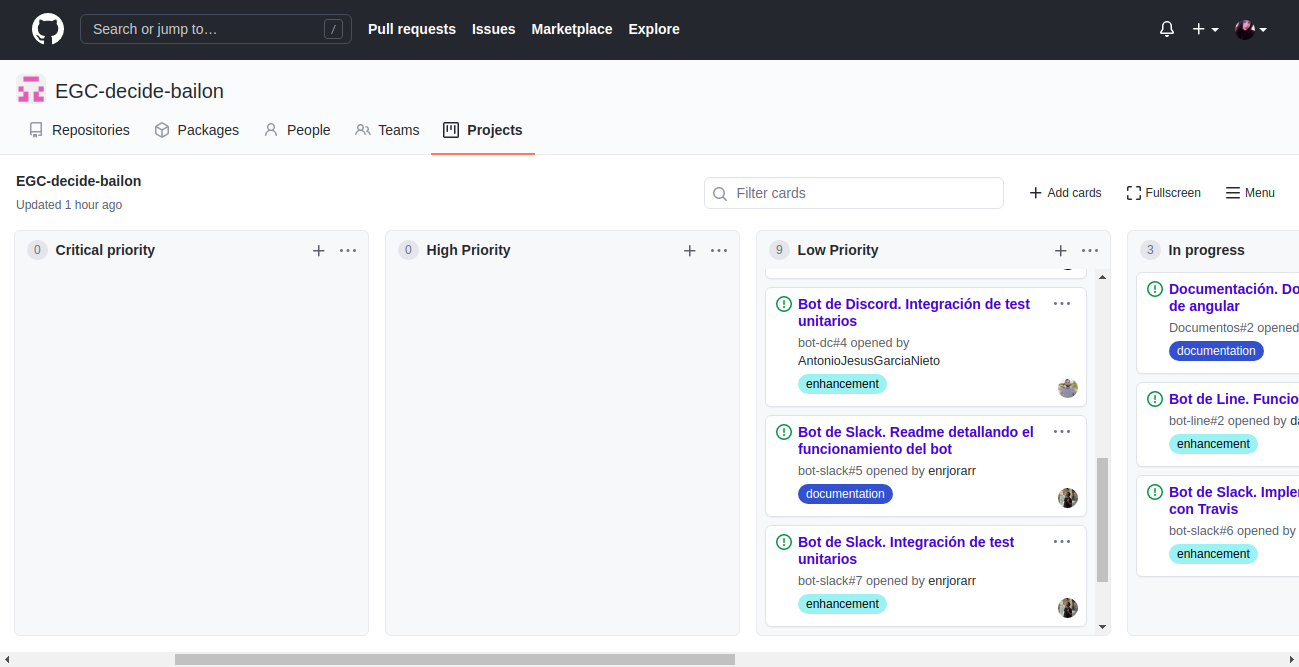 Search or jump to…
/
Pull requests
Issues
Marketplace
Explore
EGC-decide-bailon
Repositories
Packages
People
Teams
Projects
EGC-decide-bailon
Updated 1 hour ago
Filter cards
Add cards
Fullscreen
Menu
0 Critical priority
0 High Priority
9 Low Priority
Bot de Discord. Integración de test
unitarios
bot-dc#4 opened by
AntonioJesusGarciaNieto
enhancement
Bot de Slack. Readme detallando el
funcionamiento del bot
bot-slack#5 opened by enrjorarr
documentation
Bot de Slack. Integración de test
unitarios
bot-slack#7 opened by enrjorarr
enhancement
3 In progress
Documentación. Do
de angular
Documentos#2 opened
documentation
Bot de Line. Funcio
bot-line#2 opened by da
enhancement
Bot de Slack. Imple
con Travis
bot-slack#6 opened by
enhancement